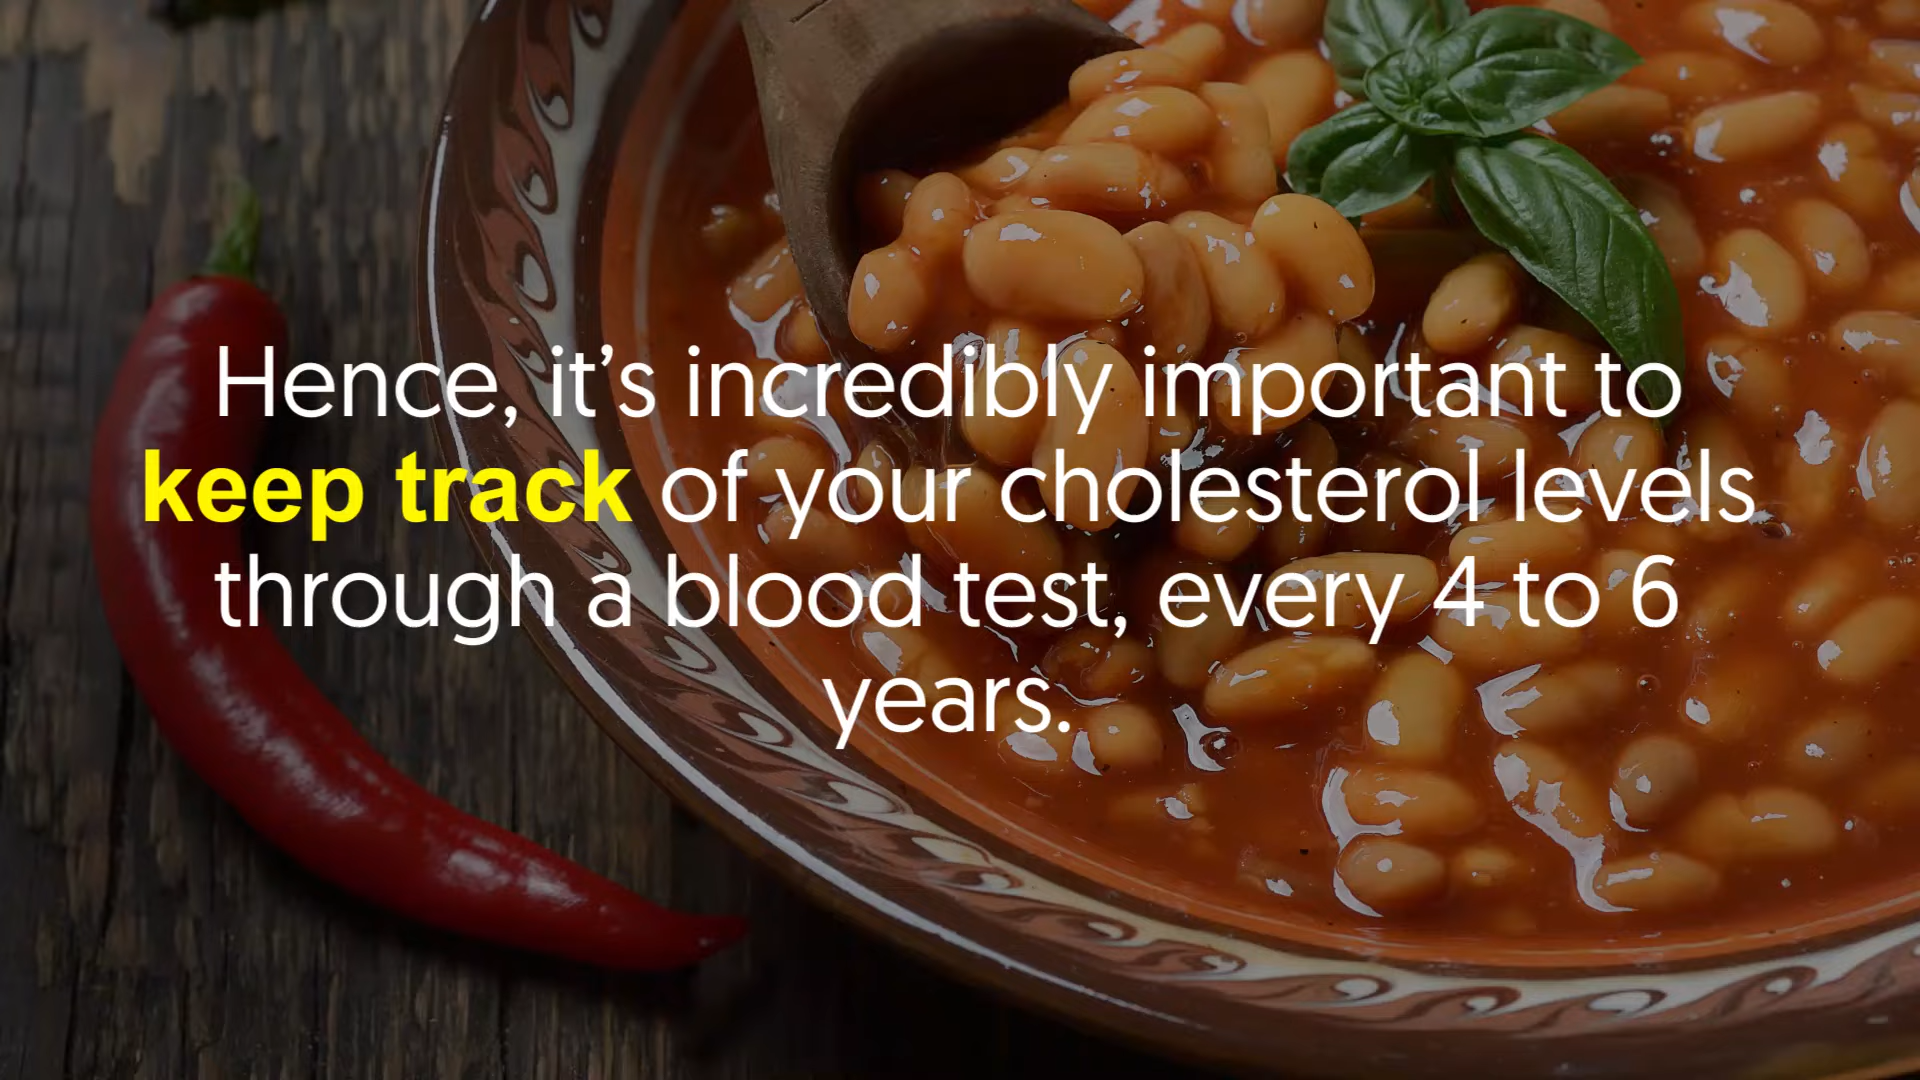 Hence, it’s incredibly important to
keep track of your cholesterol levels
through a blood test, every 4 to 6
years.